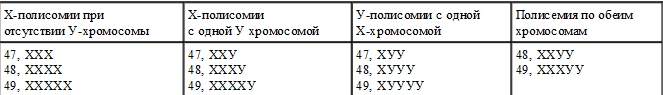 Х-полисомии при отсутствии У-хромосомы
Х-полисомии с одной У хромосомой
У-полисомии с одной Х-хромосомой
Полисемия по обеим хромосомам
47, ХХХ
48, ХХХХ
49, ХХХХХ
47, ХХУ
48, ХХХУ
49, ХХХХУ
47, ХУУ
48, ХУУУ
49, ХУУУУ
48, ХХУУ
49, ХХХУУ